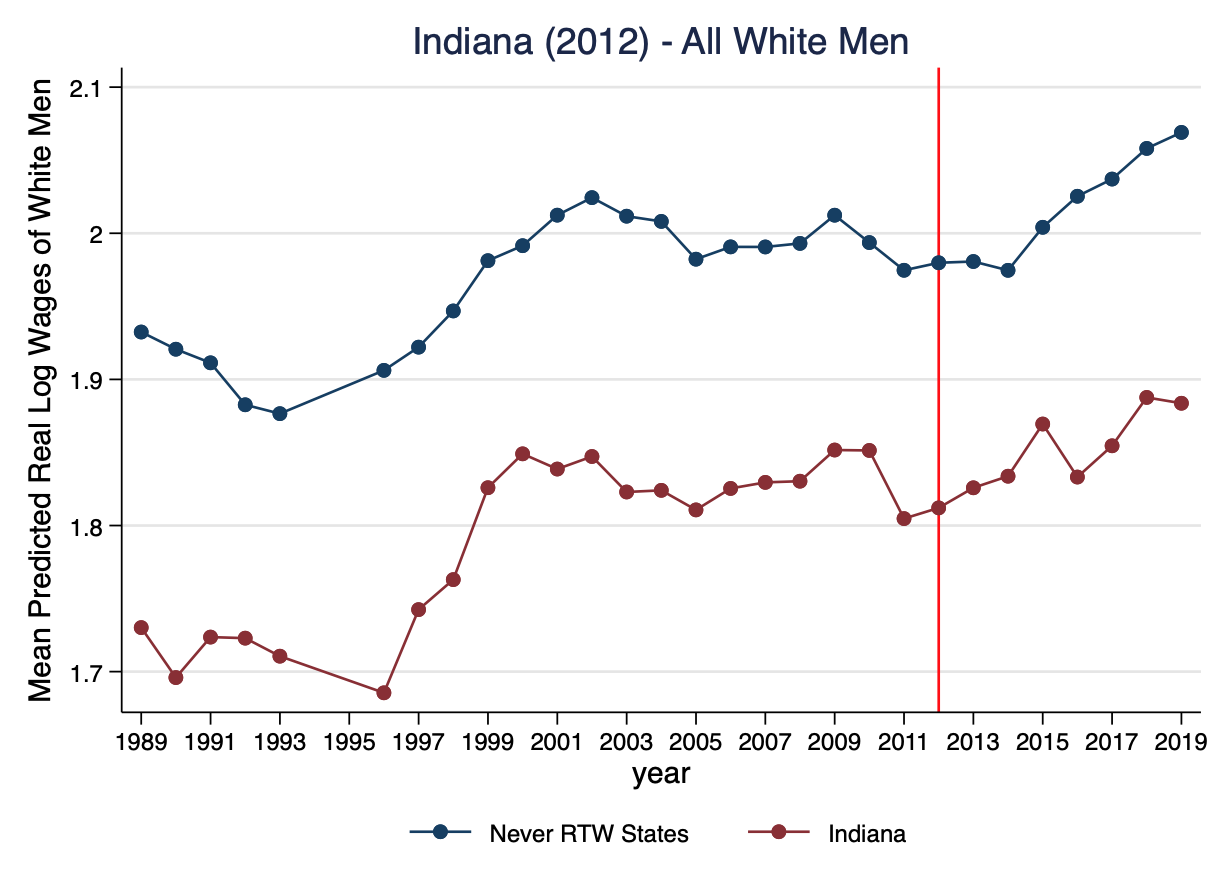 Indiana (2012) - All White Men
Mean Predicted Real Log Wages of White Men
2.1
2
1.9
1.8
1.7
1989 1991 1993 1995 1997 1999 2001 2003 2005 2007 2009 2011 2013 2015 2017 2019
year
Never RTW States Indiana